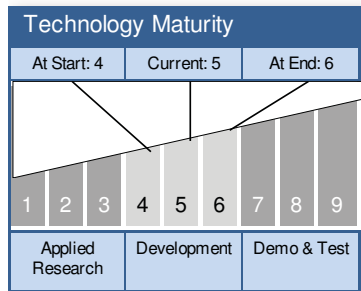 Technology Maturity
At Start: 4 Current: 5 At End: 6
1 2 3 4 5 6 7 8 9
Applied Research Development Demo & Test